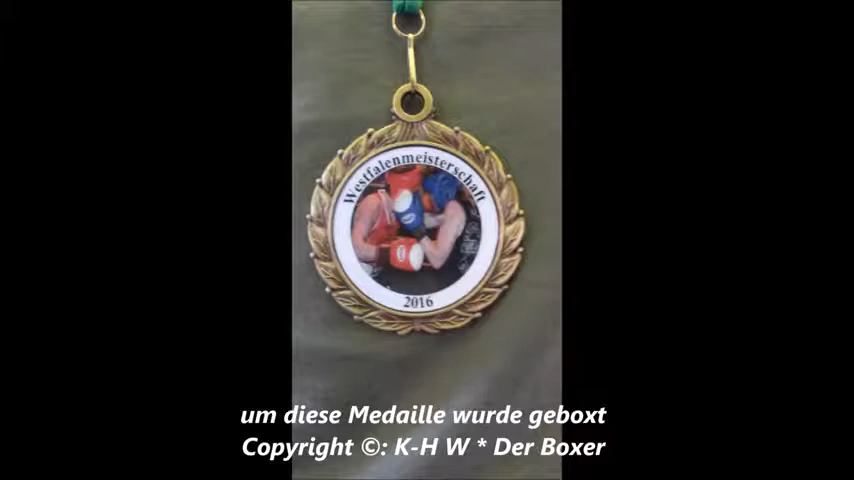 Westfalenmeisterschaft
2016
um diese Medaille wurde geboxt
Copyright ©: K-H W * Der Boxer